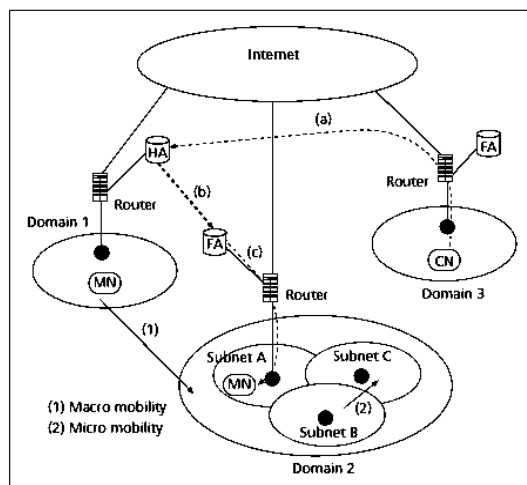 Internet
(a)
HA
FA
Router
(b)
Router
Domain 1
FA
(c)
CN
MN
Router
Domain 3
(1)
Subnet A
Subnet C
MN
(1) Macro mobility
(2)
(2) Micro mobility
Subnet B
Domain 2